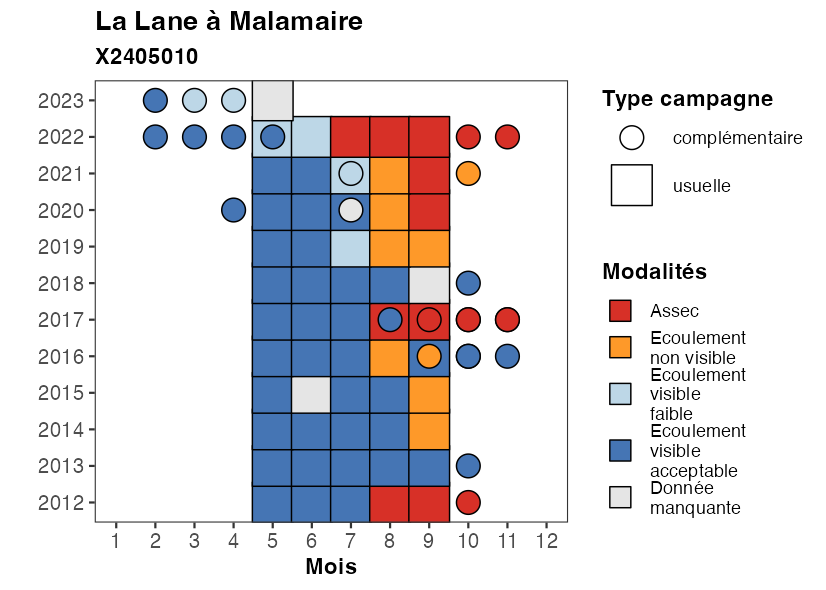 La Lane à Malamaire
X2405010
2023
2022
2021
2020
2019
2018
2017
2016
2015
2014
2013
2012
1 2 3 4 5 6 7 8 9 10 11 12
Mois
Type campagne
complémentaire
usuelle
Modalités
Assec
Ecoulement
non visible
Ecoulement
visible
faible
Ecoulement
visible
acceptable
Donnée
manquante